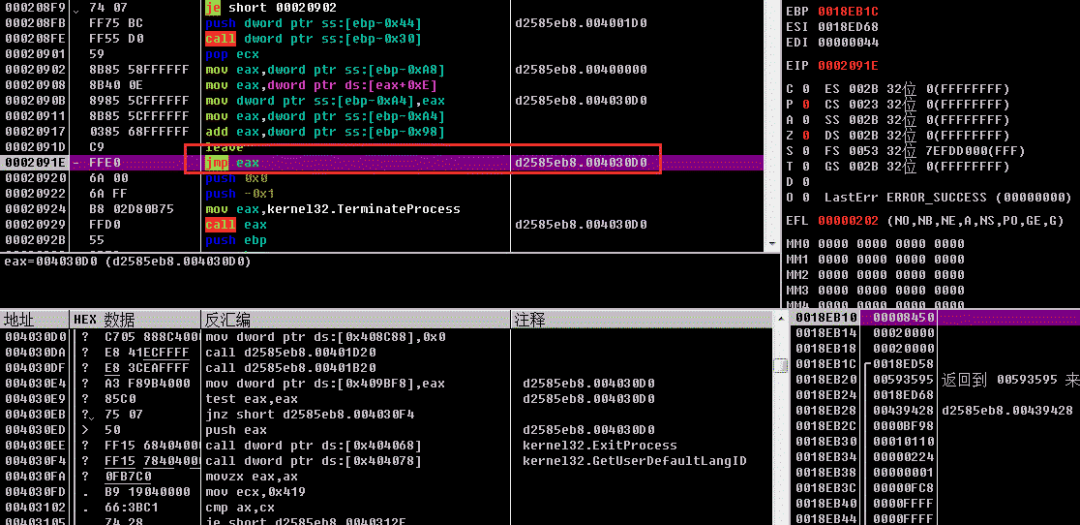 000208F9 74 07 je short 00020902
000208FB FF75 BC push dword ptr ss:[ebp-0x44] d2585eb8.004001D0
000208FE FF55 D0 call dword ptr ss:[ebp-0x30]
00020901 59 pop ecx
00020902 8B85 58FFFFFF mov eax,dword ptr ss:[ebp-0xA8] d2585eb8.00400000
00020908 8B40 0E mov eax,dword ptr ds:[eax+0xE]
0002090B 8985 5CFFFFFF mov dword ptr ss:[ebp-0xA4],eax d2585eb8.004030D0
00020911 8B85 5CFFFFFF mov eax,dword ptr ss:[ebp-0xA4]
00020917 0385 68FFFFFF add eax,dword ptr ss:[ebp-0x98]
0002091D C9 leave
0002091E - FFE0 jmp eax d2585eb8.004030D0
00020920 6A 00 push 0x0
00020922 6A FF push -0x1
00020924 B8 02D80B75 mov eax,kernel32.TerminateProcess
00020929 FFD0 call eax d2585eb8.004030D0
0002092B 55 push ebp
eax=004030D0 (d2585eb8.004030D0)
EBP 0018EB1C
ESI 0018ED68
EDI 00000044
EIP 0002091E
C 0 ES 002B 32位 0(FFFFFFFF)
P 0 CS 0023 32位 0(FFFFFFFF)
A 0 SS 002B 32位 0(FFFFFFFF)
Z 0 DS 002B 32位 0(FFFFFFFF)
S 0 FS 0053 32位 7EFDD000(FFF)
T 0 GS 002B 32位 0(FFFFFFFF)
D 0
O 0 LastErr ERROR_SUCCESS (00000000)
EFL 00000202 (NO,NB,NE,A,NS,PO,GE,G)
MM0 0000 0000 0000 0000
MM1 0000 0000 0000 0000
MM2 0000 0000 0000 0000
MM3 0000 0000 0000 0000
MM4 0000 0000 0000 0000
地址 HEX 数据 反汇编 注释
004030D0 ? C705 888C4000 mov dword ptr ds:[0x408C88],0x0
004030DA ? E8 41ECFFFF call d2585eb8.00401D20
004030DF ? E8 3CEAFFFF call d2585eb8.00401B20
004030E4 ? A3 F89B4000 mov dword ptr ds:[0x409BF8],eax d2585eb8.004030D0
004030E9 ? 85C0 test eax,eax d2585eb8.004030D0
004030EB ? 75 07 jnz short d2585eb8.004030F4
004030ED > 50 push eax d2585eb8.004030D0
004030EE ? FF15 68404000 call dword ptr ds:[0x404068] kernel32.ExitProcess
004030F4 ? FF15 78404000 call dword ptr ds:[0x404078] kernel32.GetUserDefaultLangID
004030FA ? 0FB7C0 movzx eax,ax
004030FD . B9 19040000 mov ecx,0x419
00403102 . 66:3BC1 cmp ax,cx
00403105 . 74 28 je short d2585eb8.0040312F
0018EB10 00008450
0018EB14 00020000
0018EB18 00020000
0018EB1C 0018ED58
0018EB20 00593595 返回到 00593595 来
0018EB24 0018ED68
0018EB28 00439428 d2585eb8.00439428
0018EB2C 0000BF98
0018EB30 00010110
0018EB34 00000224
0018EB38 00000001
0018EB3C 00000FC8
0018EB40 0000FFFF
0018EB44 0000FFFF